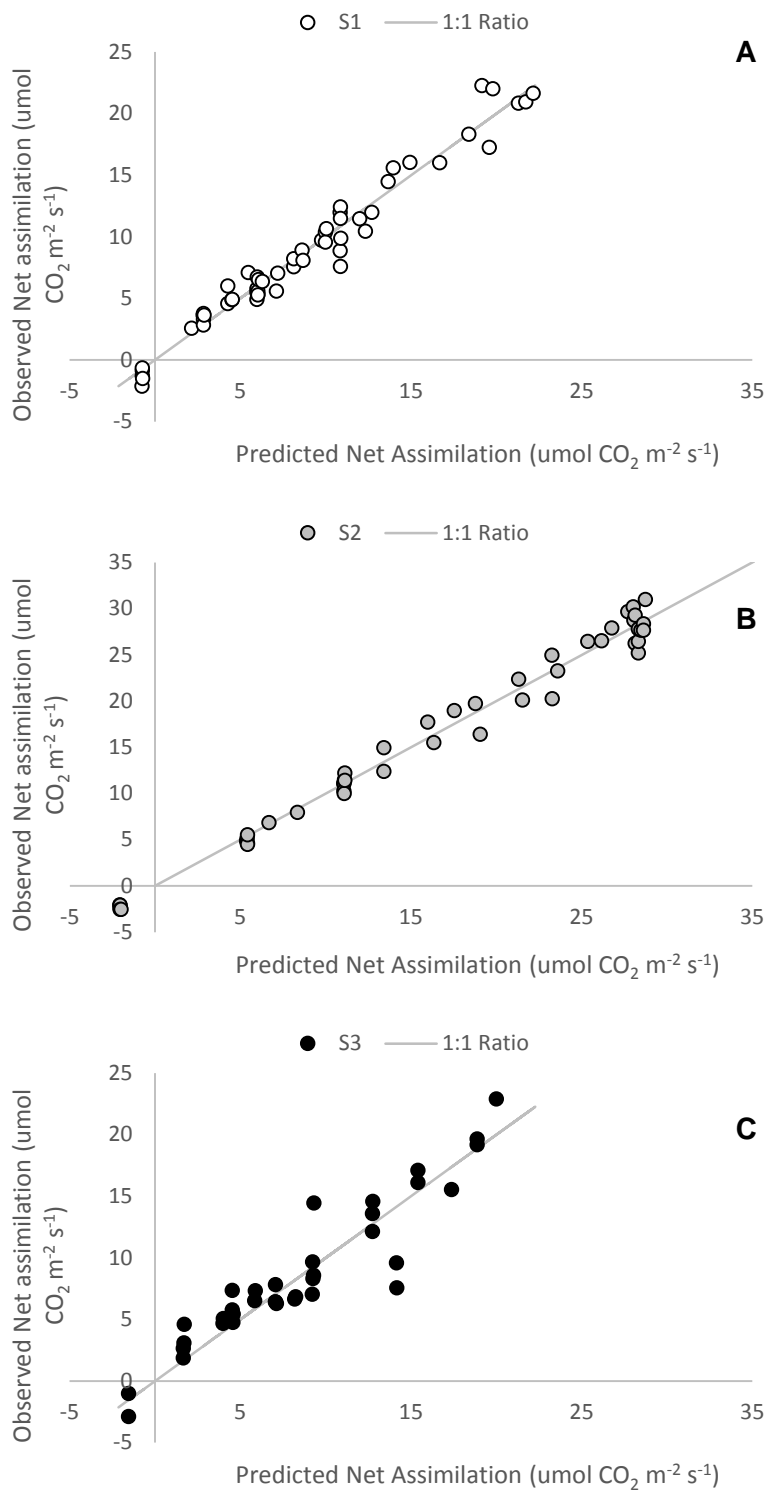 S1 1:1 Ratio
A
25
20
15
10
5
0
-5
-5 5 15 25 35
Observed Net assimilation (umol
CO₂ m⁻² s⁻¹)
Predicted Net Assimilation (umol CO₂ m⁻² s⁻¹)
S2 1:1 Ratio
B
35
30
25
20
15
10
5
0
-5
-5 5 15 25 35
Observed Net assimilation (umol
CO₂ m⁻² s⁻¹)
Predicted Net Assimilation (umol CO₂ m⁻² s⁻¹)
S3 1:1 Ratio
C
25
20
15
10
5
0
-5
-5 5 15 25 35
Observed Net assimilation (umol
CO₂ m⁻² s⁻¹)
Predicted Net Assimilation (umol CO₂ m⁻² s⁻¹)